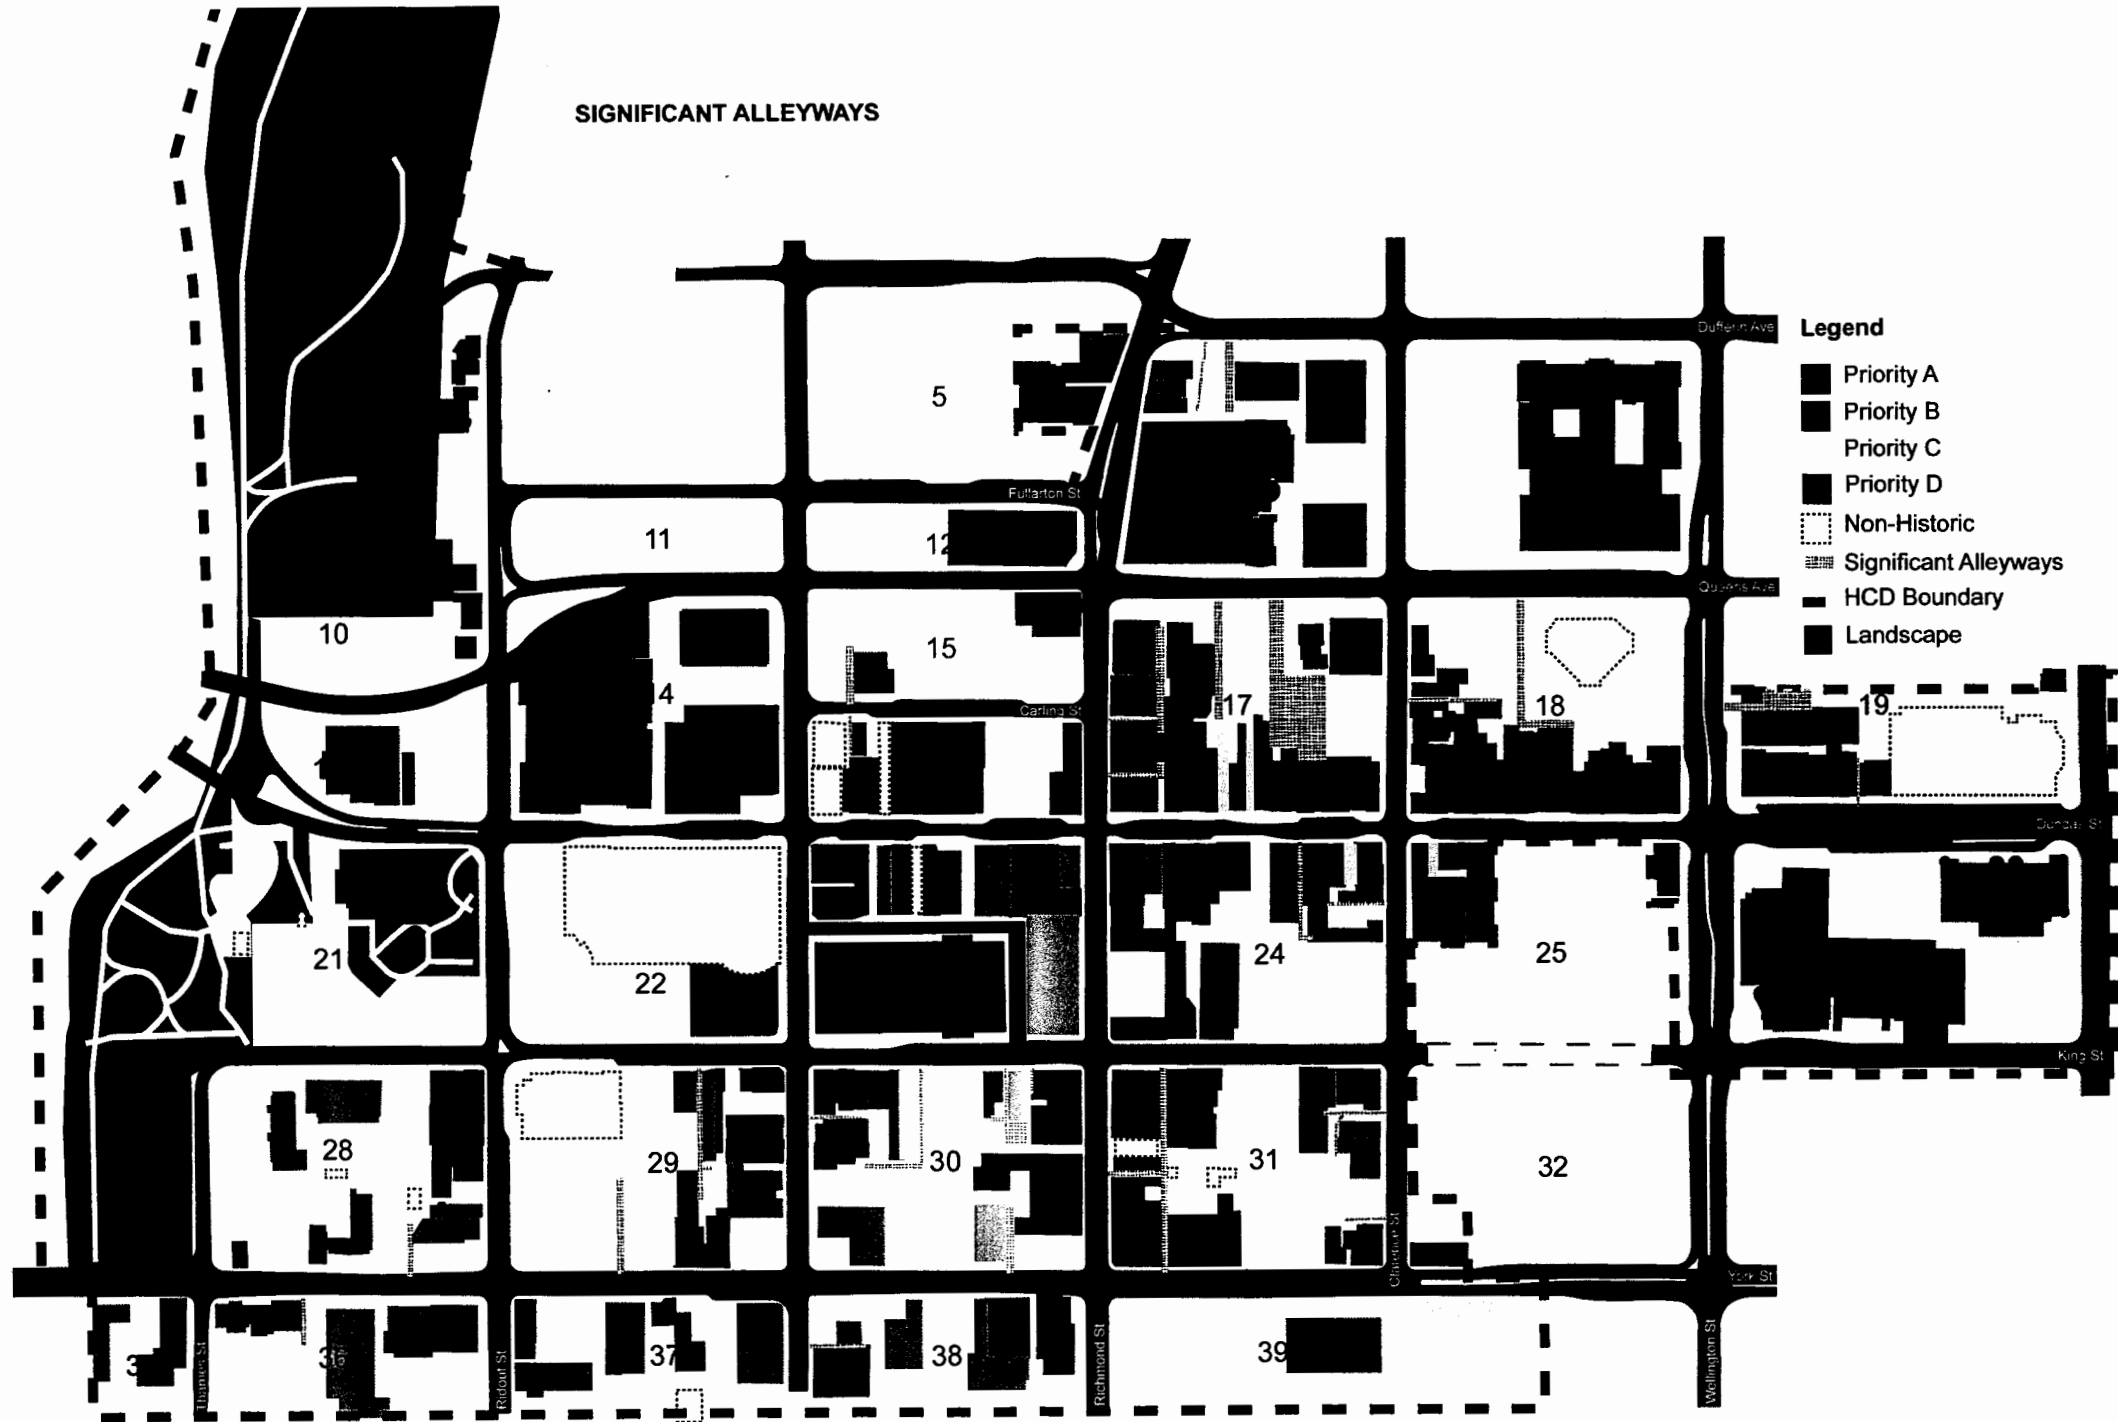 SIGNIFICANT ALLEYWAYS
Dufferin Ave
Legend
Priority A
Priority B
Priority C
Priority D
Non-Historic
Significant Alleyways
HCD Boundary
Landscape
5
Fullarton St
11
12
Queens Ave
10
4
15
Carling St
17
18
19
Dundas St
21
22
24
25
King St
28
29
30
31
32
Clarence St
York St
37
38
39
Thames St
Ridout St
Richmond St
Wellington St